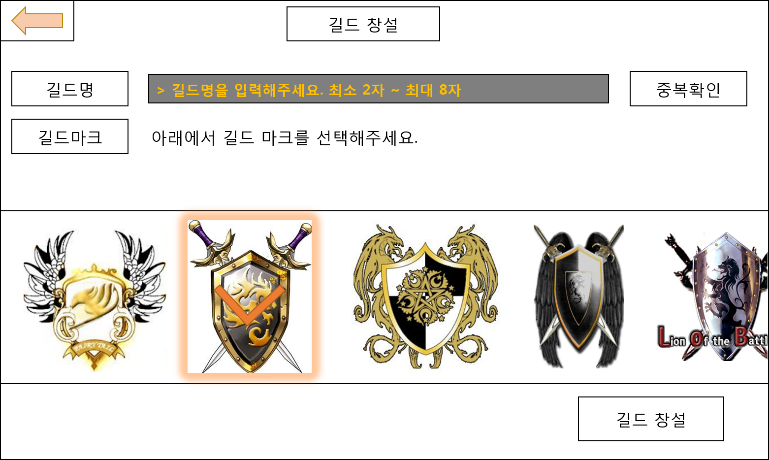 길드 창설
길드명
> 길드명을 입력해주세요. 최소 2자 ~ 최대 8자
중복확인
길드마크
아래에서 길드 마크를 선택해주세요.
Lion Of the Battl
길드 창설